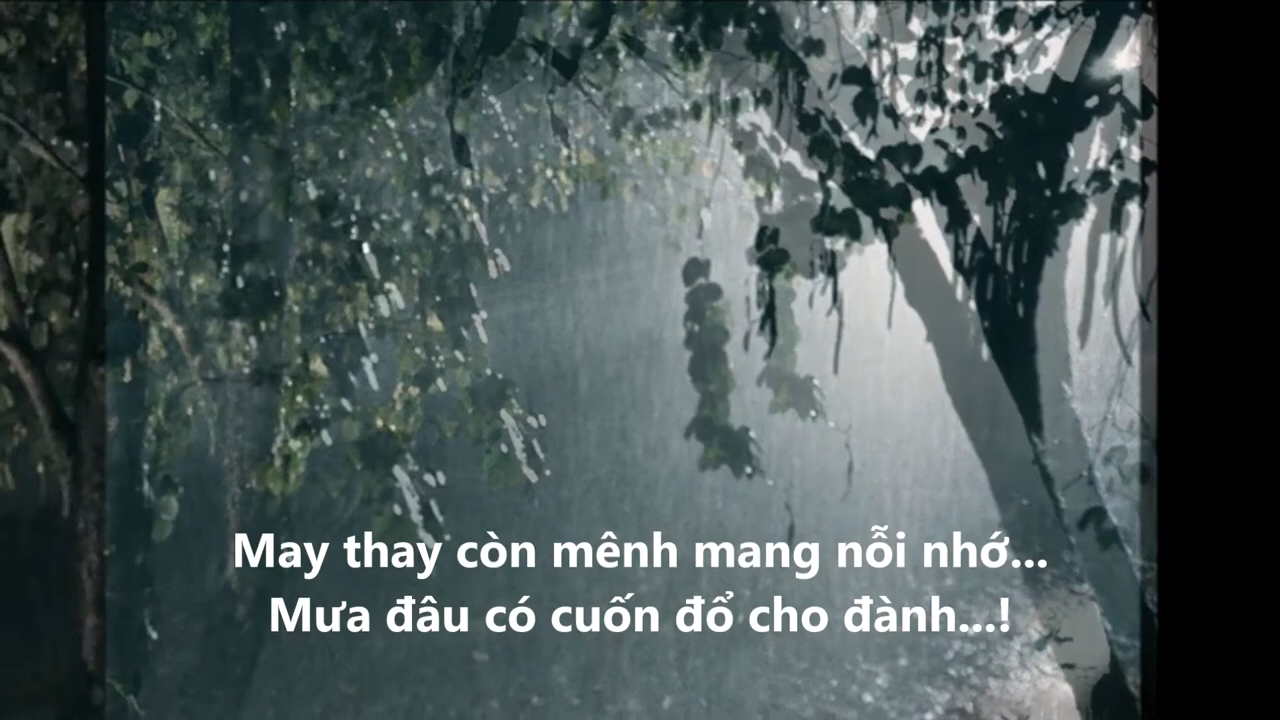 May thay còn mênh mang nỗi nhớ...
Mưa đâu có cuốn đổ cho đành...!